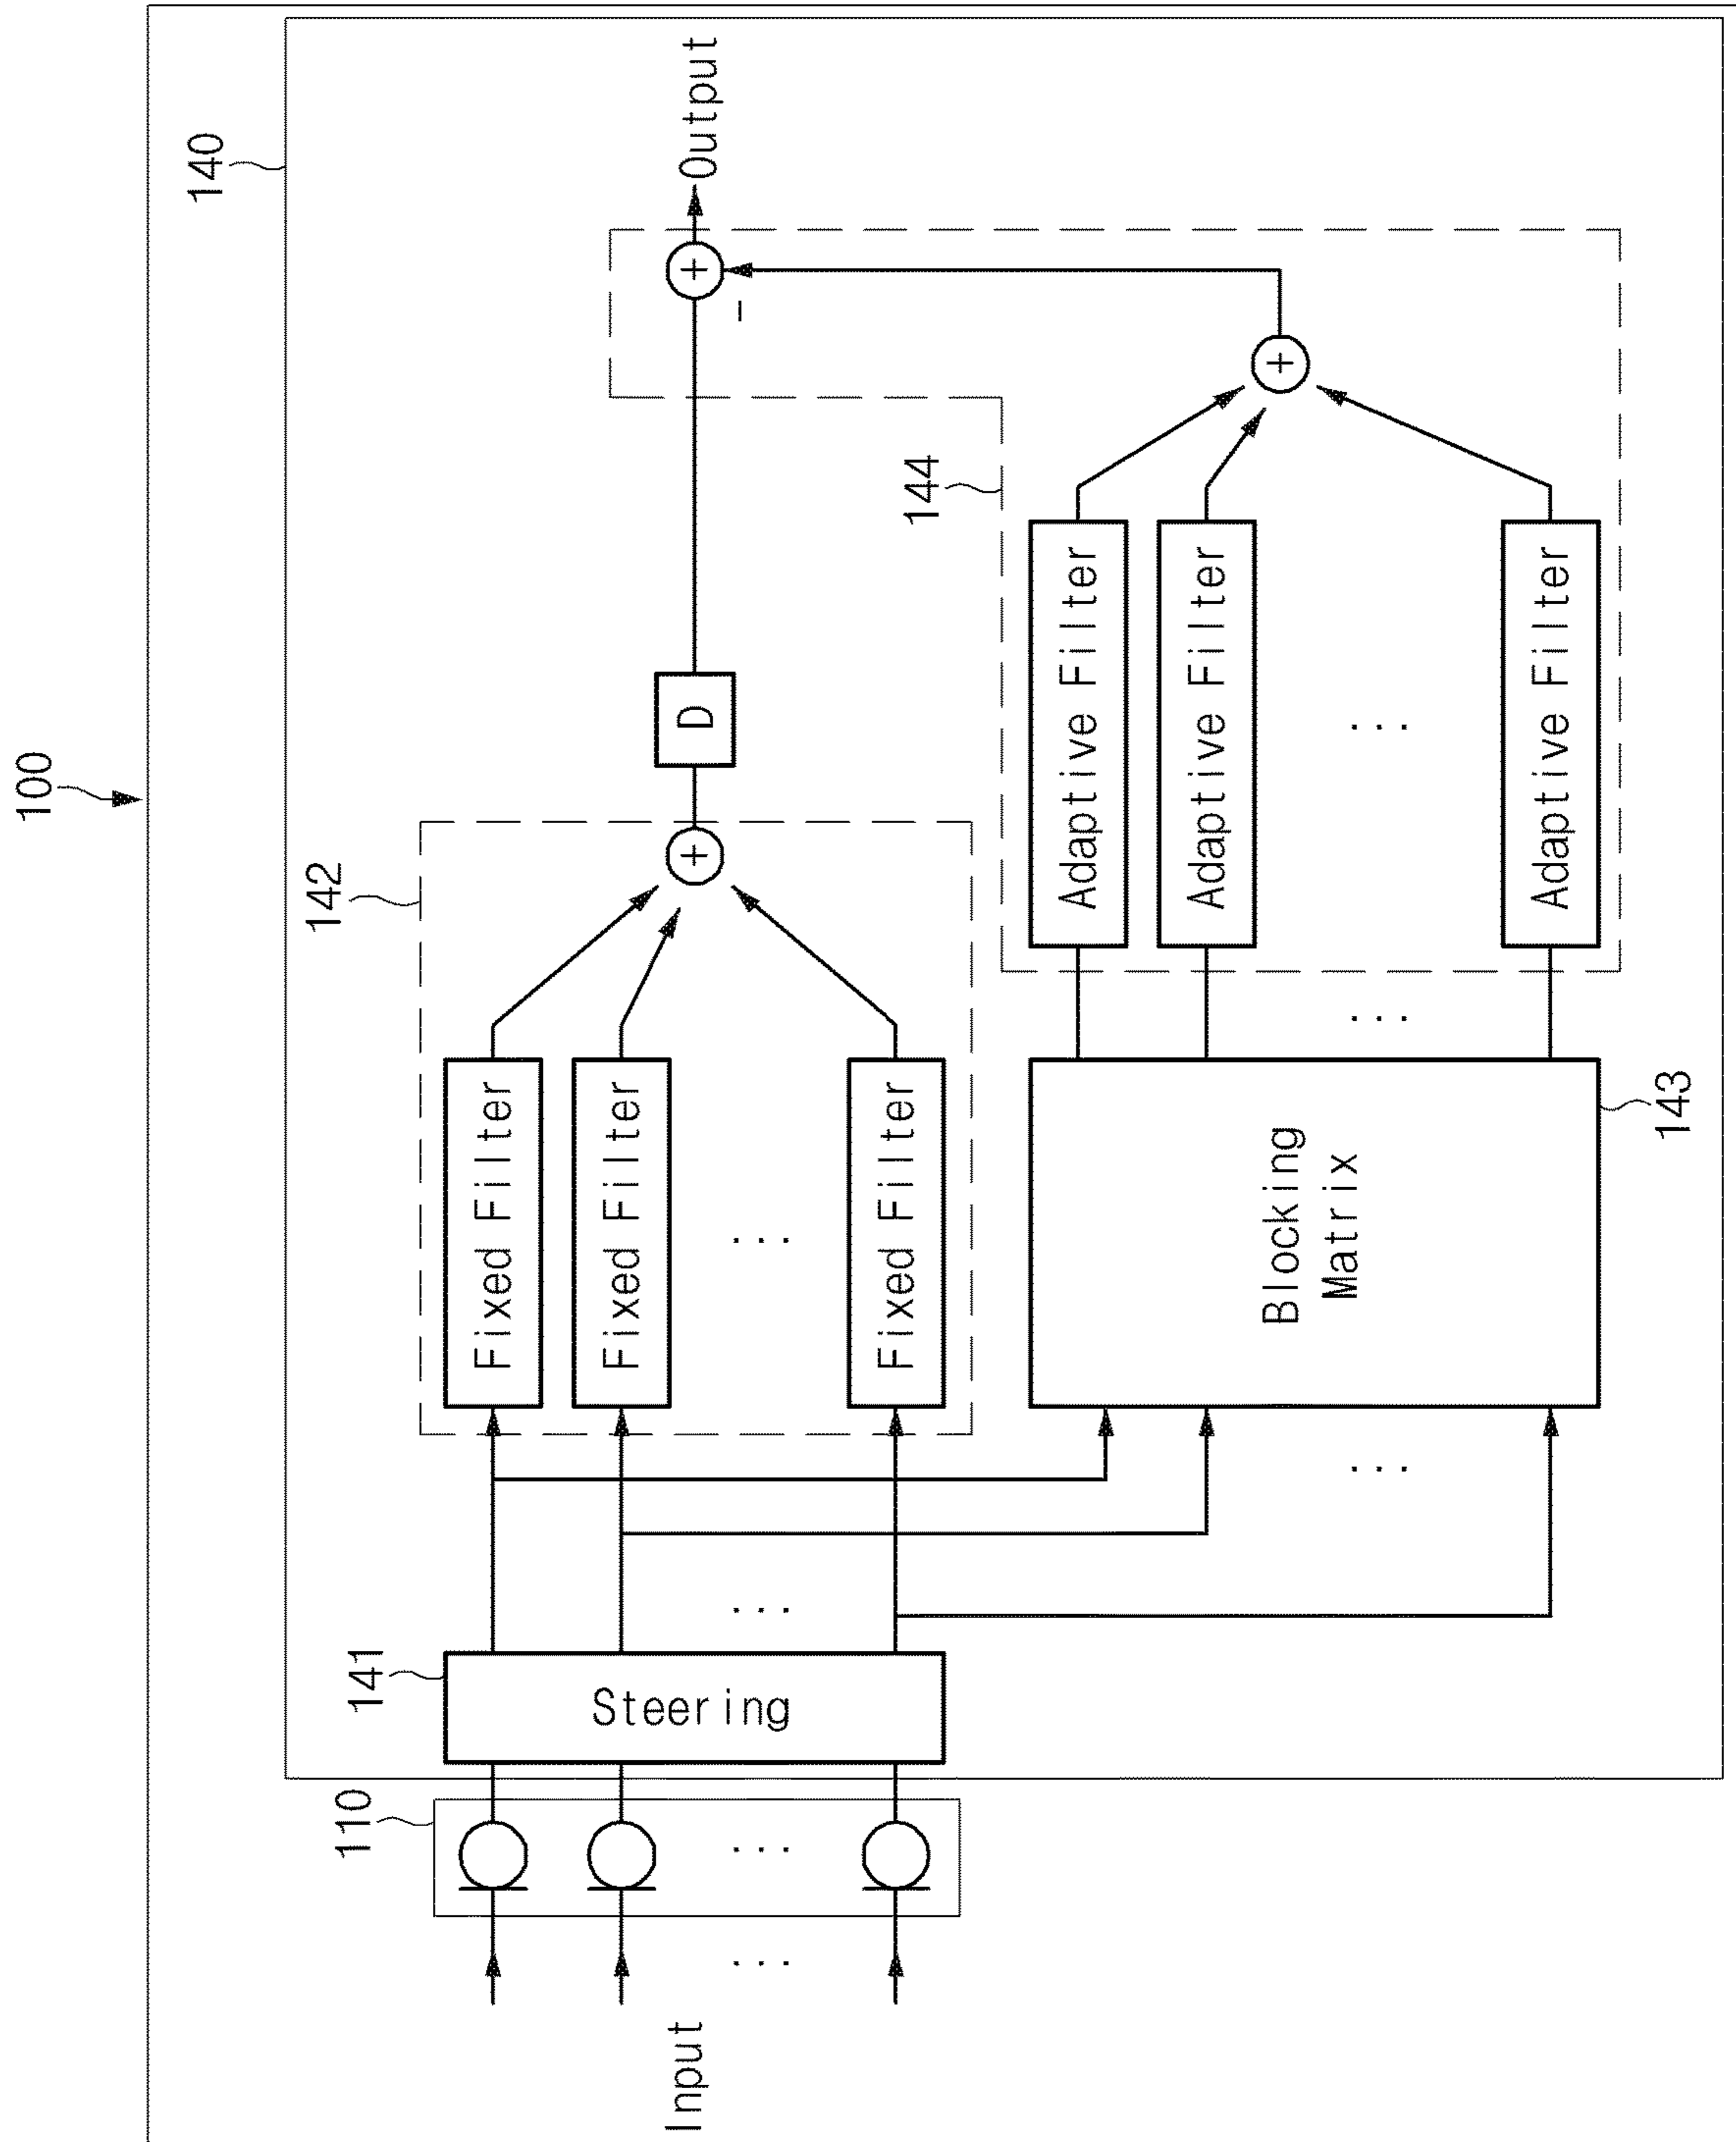 100
140
110
141
142
144
143
Input
...
...
Steering
...
Fixed Filter
Fixed Filter
...
Fixed Filter
+
D
+
-
Output
...
Blocking
Matrix
...
Adaptive Filter
Adaptive Filter
...
Adaptive Filter
+